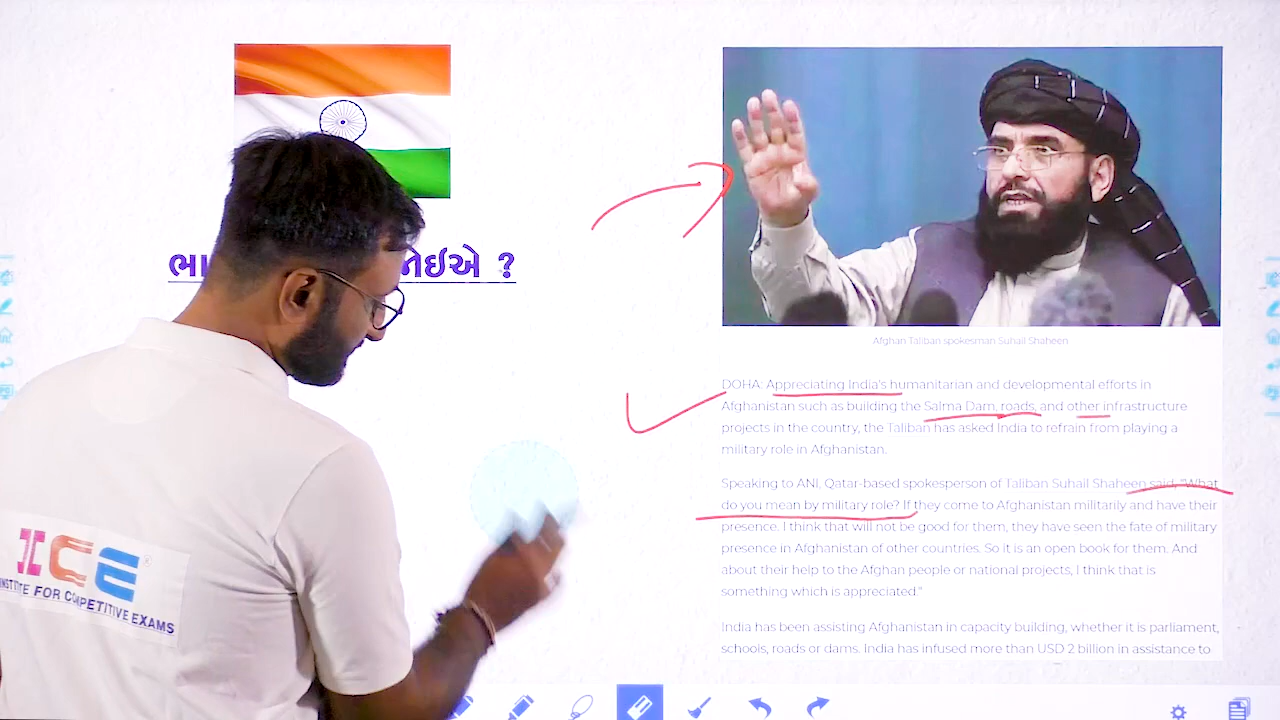 જોઈએ ?
Afghan Taliban spokesman Suhail Shaheen
DOHA: Appreciating India's humanitarian and developmental efforts in
Afghanistan such as building the Salma Dam, roads, and other infrastructure
projects in the country, the Taliban has asked India to refrain from playing a
military role in Afghanistan.
Speaking to ANI, Qatar-based spokesperson of Taliban Suhail Shaheen said, "What
do you mean by military role? If they come to Afghanistan militarily and have their
presence. I think that will not be good for them, they have seen the fate of military
presence in Afghanistan of other countries. So it is an open book for them. And
about their help to the Afghan people or national projects, I think that is
something which is appreciated."
India has been assisting Afghanistan in capacity building, whether it is parliament,
schools, roads or dams. India has infused more than USD 2 billion in assistance to
ICE
INSTITUTE FOR COMPETITIVE EXAMS